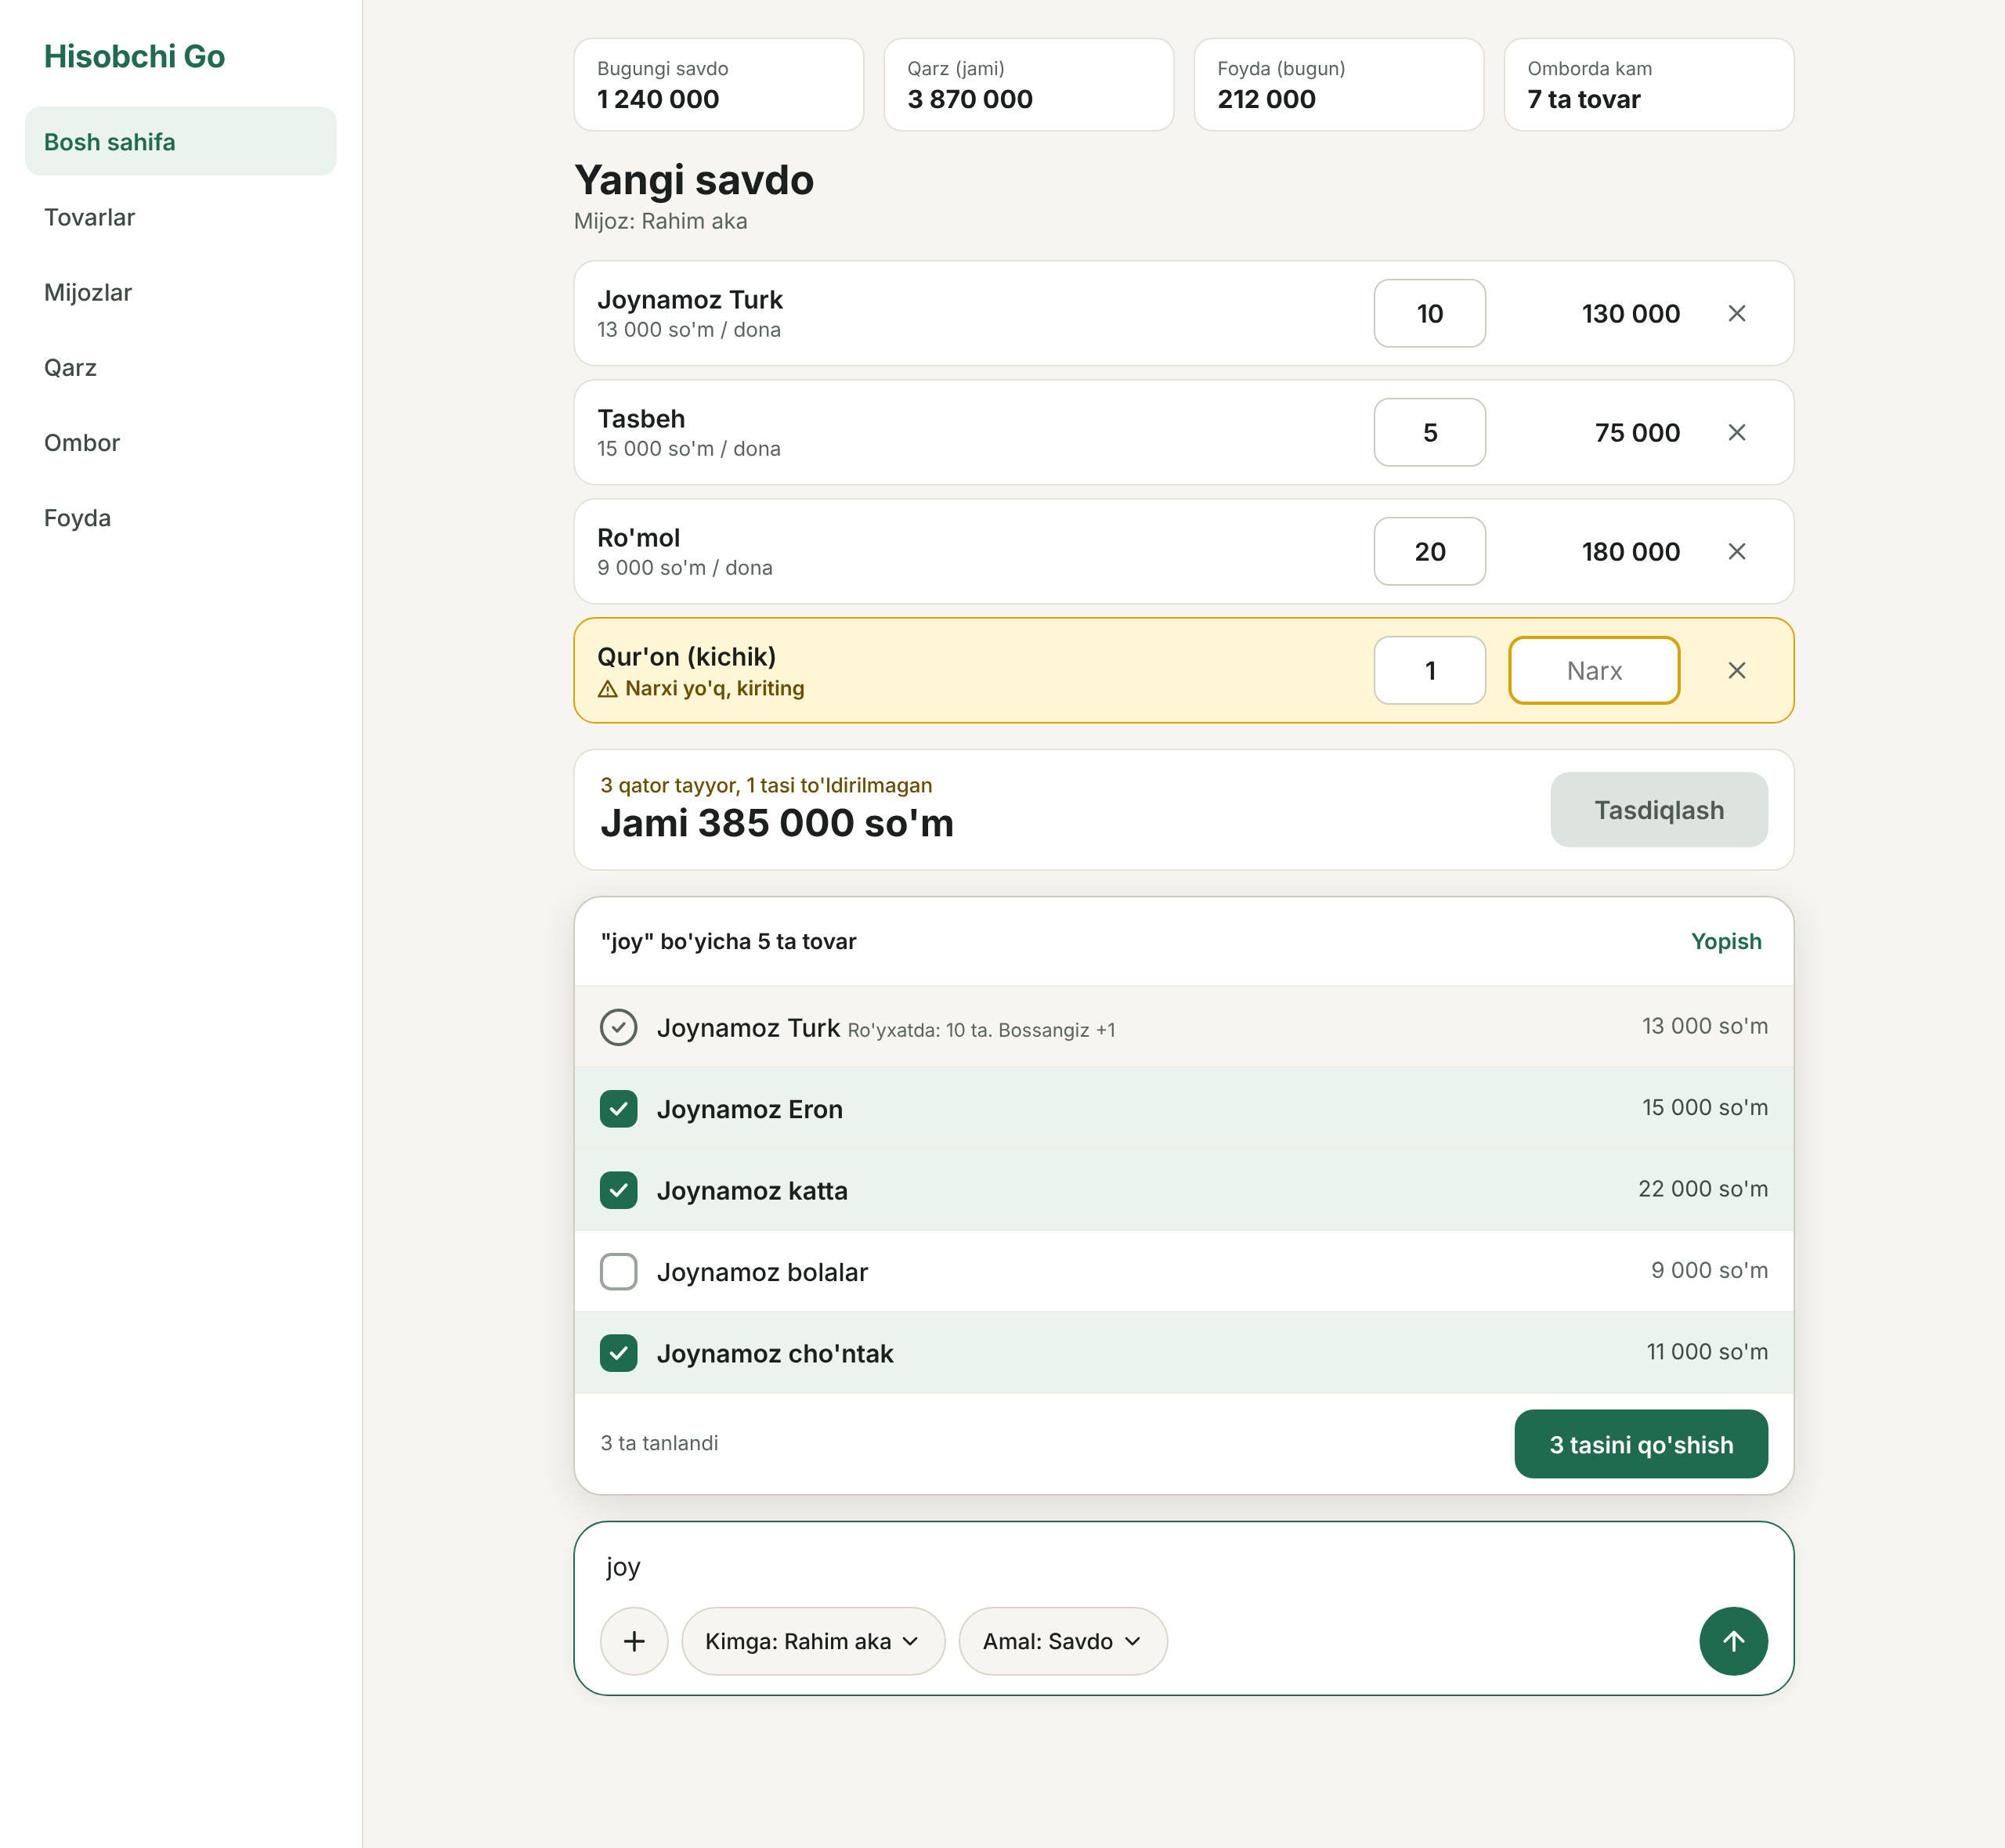 Hisobchi Go
Bosh sahifa
Tovarlar
Mijozlar
Qarz
Ombor
Foyda
Bugungi savdo
1 240 000
Qarz (jami)
3 870 000
Foyda (bugun)
212 000
Omborda kam
7 ta tovar
Yangi savdo
Mijoz: Rahim aka
Joynamoz Turk
13 000 so'm / dona
10
130 000
Tasbeh
15 000 so'm / dona
5
75 000
Ro'mol
9 000 so'm / dona
20
180 000
Qur'on (kichik)
Narxi yo'q, kiriting
1
Narx
3 qator tayyor, 1 tasi to'ldirilmagan
Jami 385 000 so'm
Tasdiqlash
"joy" bo'yicha 5 ta tovar
Yopish
Joynamoz Turk Ro'yxatda: 10 ta. Bossangiz +1
13 000 so'm
Joynamoz Eron
15 000 so'm
Joynamoz katta
22 000 so'm
Joynamoz bolalar
9 000 so'm
Joynamoz cho'ntak
11 000 so'm
3 ta tanlandi
3 tasini qo'shish
joy
Kimga: Rahim aka
Amal: Savdo